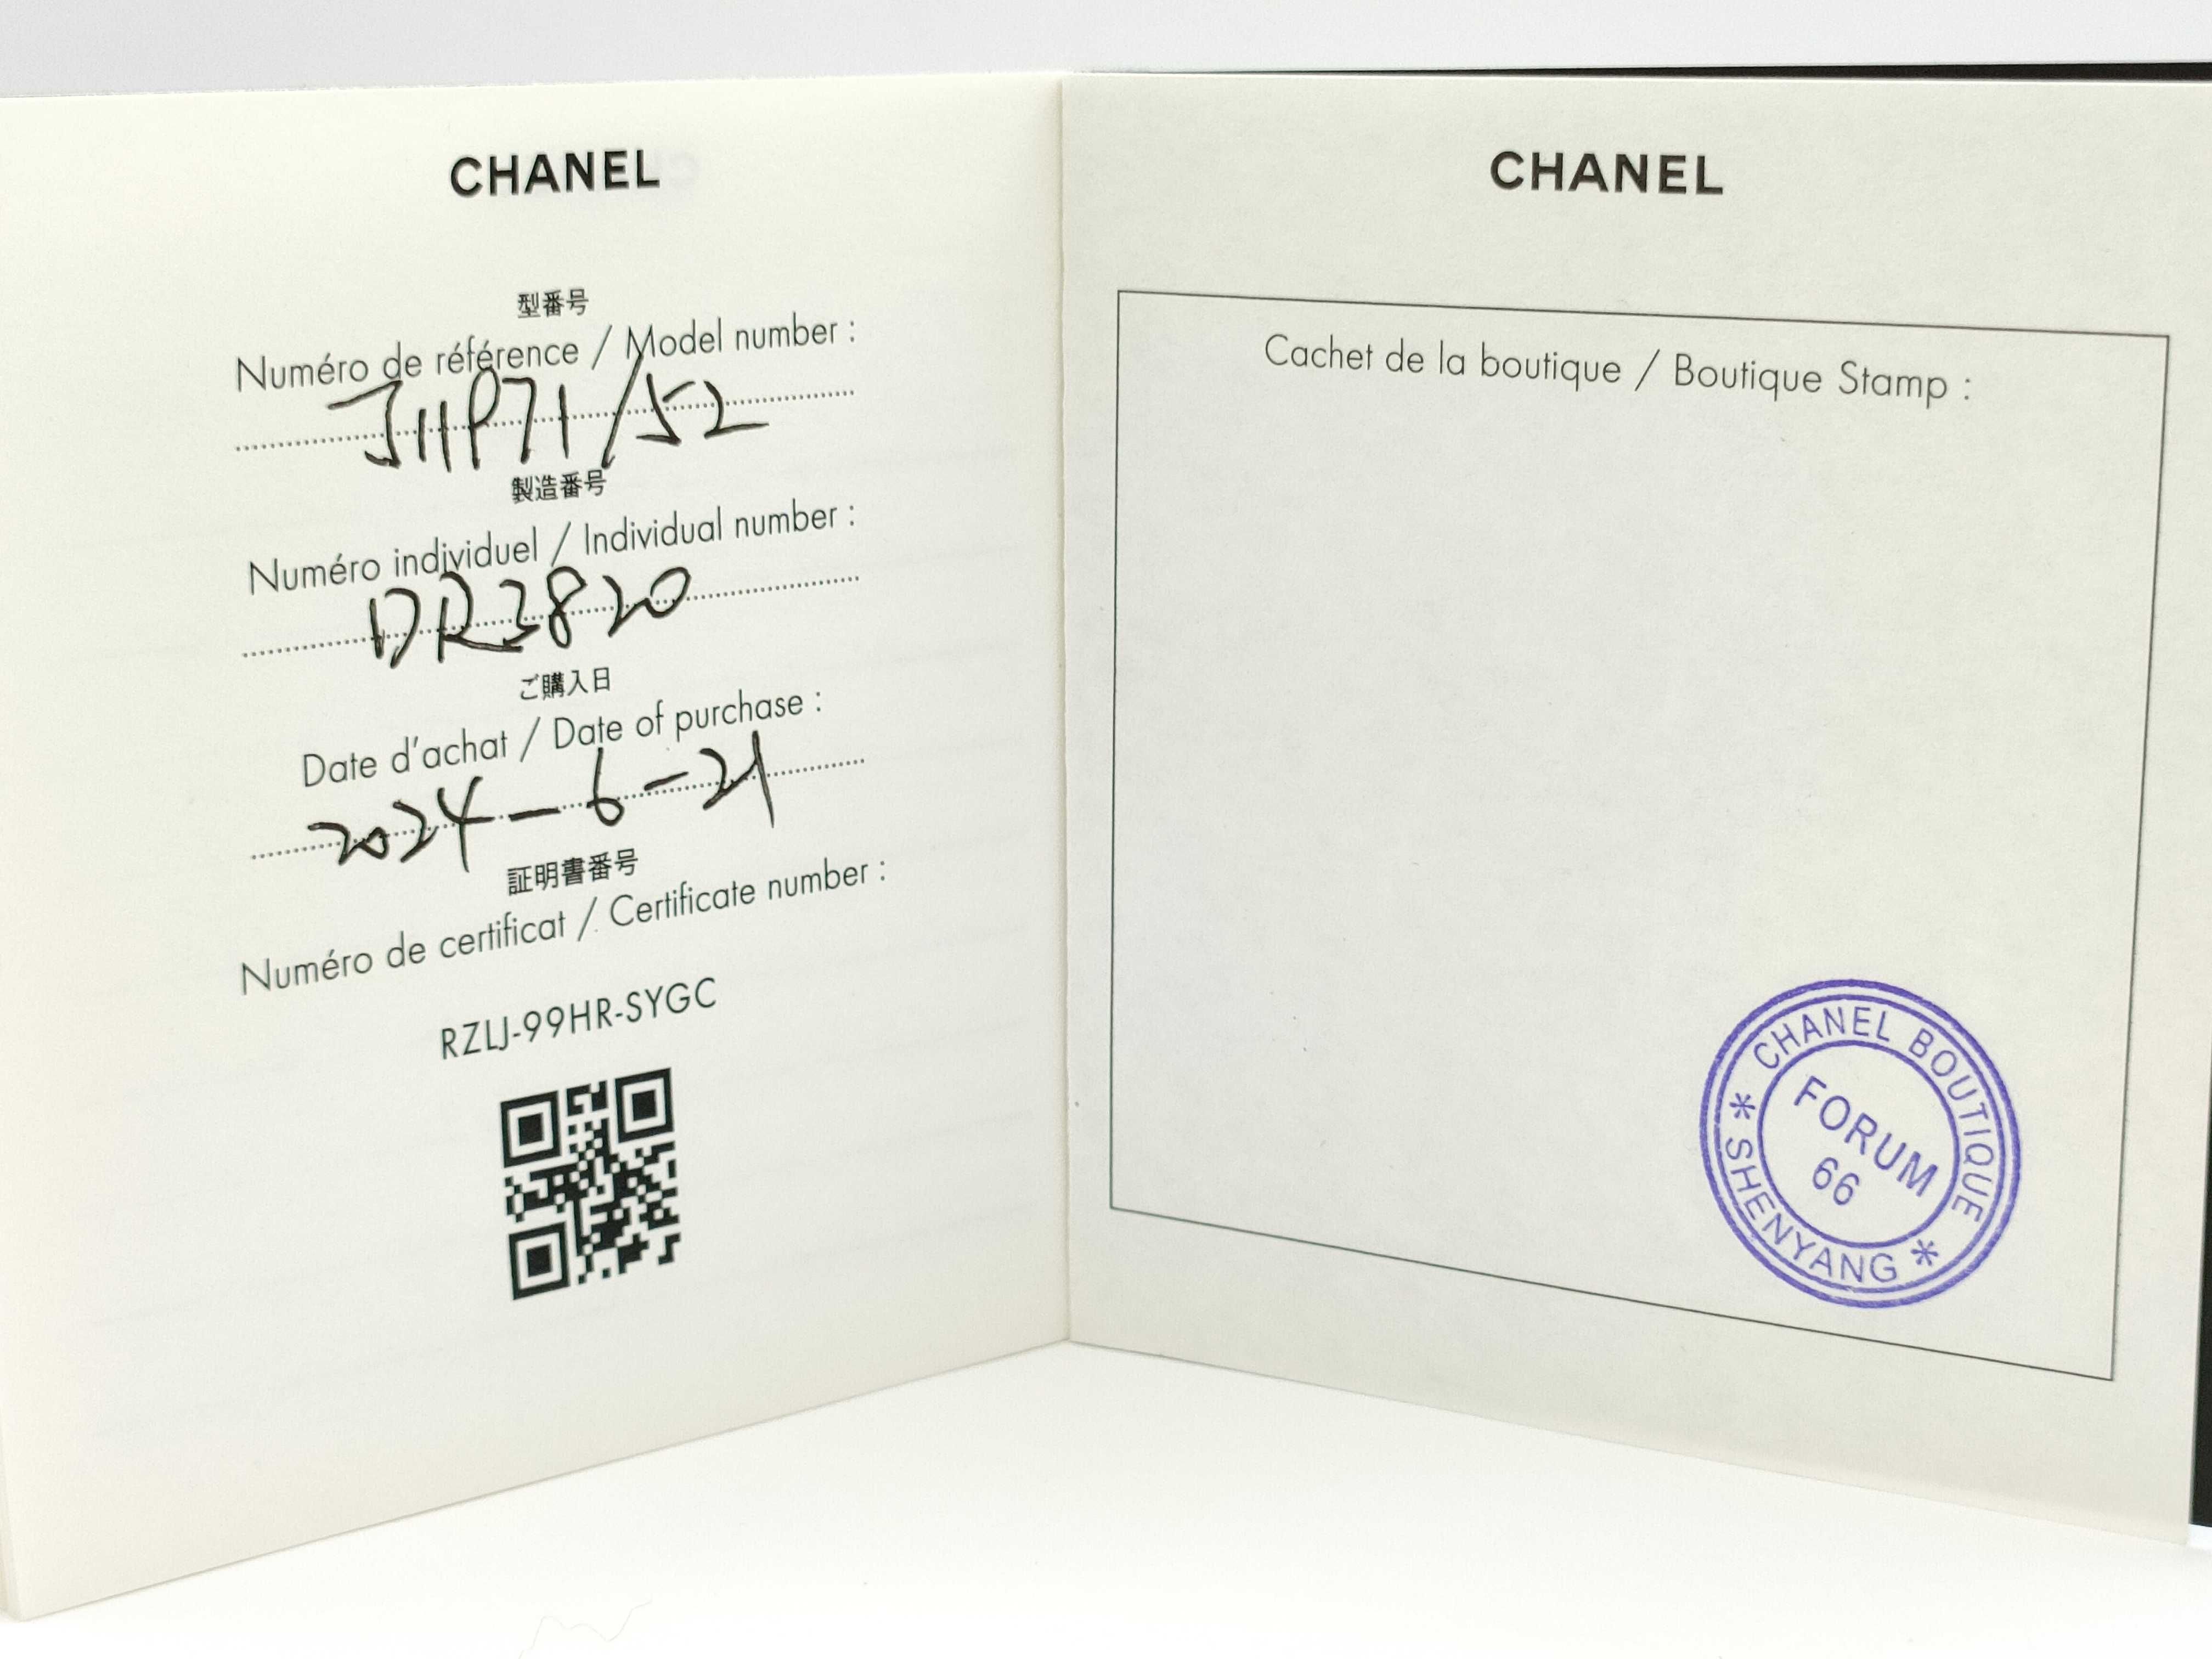 CHANEL
型番号
Numéro de référence / Model number :
J11971/52
製造番号
Numéro individuel / Individual number :
DR3820
ご購入日
Date d'achat / Date of purchase :
2024-6-21
証明書番号
Numéro de certificat / Certificate number :
RZLJ-99HR-SYGC
CHANEL
Cachet de la boutique / Boutique Stamp :
* CHANEL BOUTIQUE *
FORUM
66
SHENYANG